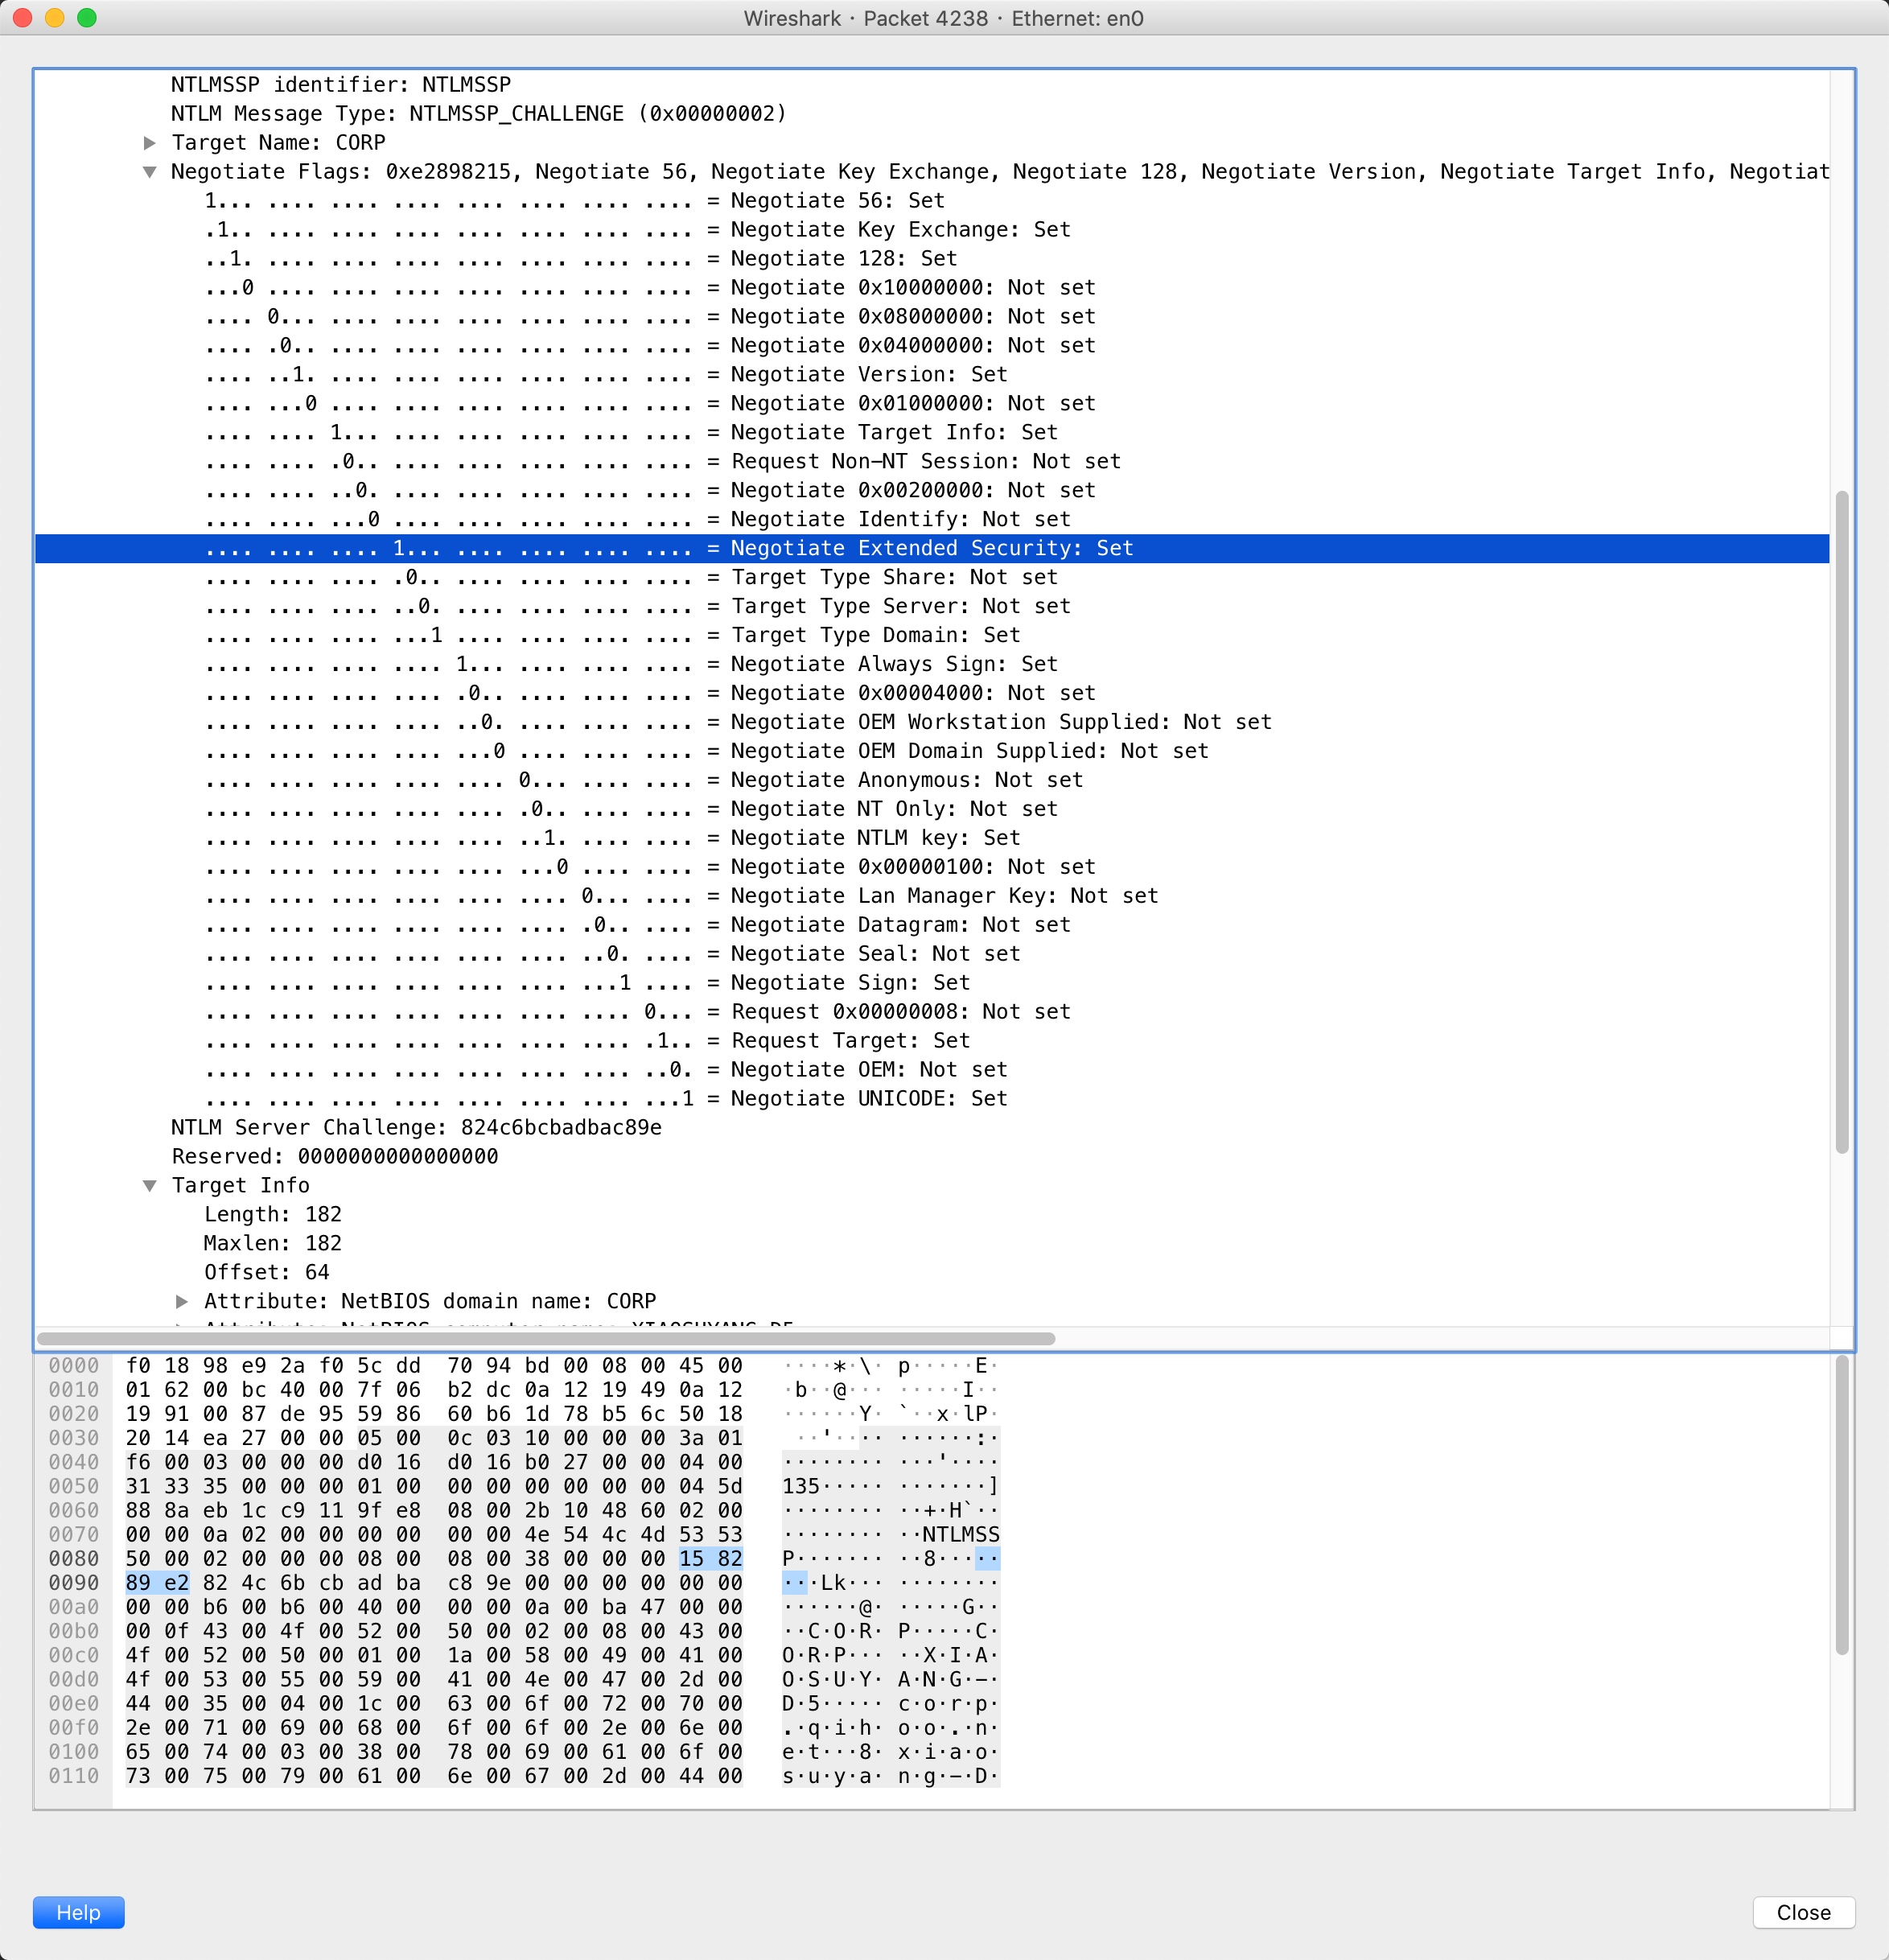 Wireshark · Packet 4238 · Ethernet: en0
NTLMSSP identifier: NTLMSSP
NTLM Message Type: NTLMSSP_CHALLENGE (0x00000002)
Target Name: CORP
Negotiate Flags: 0xe2898215, Negotiate 56, Negotiate Key Exchange, Negotiate 128, Negotiate Version, Negotiate Target Info, Negotiat
1... .... .... .... .... .... .... .... = Negotiate 56: Set
.1.. .... .... .... .... .... .... .... = Negotiate Key Exchange: Set
..1. .... .... .... .... .... .... .... = Negotiate 128: Set
...0 .... .... .... .... .... .... .... = Negotiate 0x10000000: Not set
.... 0... .... .... .... .... .... .... = Negotiate 0x08000000: Not set
.... .0.. .... .... .... .... .... .... = Negotiate 0x04000000: Not set
.... ..1. .... .... .... .... .... .... = Negotiate Version: Set
.... ...0 .... .... .... .... .... .... = Negotiate 0x01000000: Not set
.... .... 1... .... .... .... .... .... = Negotiate Target Info: Set
.... .... .0.. .... .... .... .... .... = Request Non-NT Session: Not set
.... .... ..0. .... .... .... .... .... = Negotiate 0x00200000: Not set
.... .... ...0 .... .... .... .... .... = Negotiate Identify: Not set
.... .... .... 1... .... .... .... .... = Negotiate Extended Security: Set
.... .... .... .0.. .... .... .... .... = Target Type Share: Not set
.... .... .... ..0. .... .... .... .... = Target Type Server: Not set
.... .... .... ...1 .... .... .... .... = Target Type Domain: Set
.... .... .... .... 1... .... .... .... = Negotiate Always Sign: Set
.... .... .... .... .0.. .... .... .... = Negotiate 0x00004000: Not set
.... .... .... .... ..0. .... .... .... = Negotiate OEM Workstation Supplied: Not set
.... .... .... .... ...0 .... .... .... = Negotiate OEM Domain Supplied: Not set
.... .... .... .... .... 0... .... .... = Negotiate Anonymous: Not set
.... .... .... .... .... .0.. .... .... = Negotiate NT Only: Not set
.... .... .... .... .... ..1. .... .... = Negotiate NTLM key: Set
.... .... .... .... .... ...0 .... .... = Negotiate 0x00000100: Not set
.... .... .... .... .... .... 0... .... = Negotiate Lan Manager Key: Not set
.... .... .... .... .... .... .0.. .... = Negotiate Datagram: Not set
.... .... .... .... .... .... ..0. .... = Negotiate Seal: Not set
.... .... .... .... .... .... ...1 .... = Negotiate Sign: Set
.... .... .... .... .... .... .... 0... = Request 0x00000008: Not set
.... .... .... .... .... .... .... .1.. = Request Target: Set
.... .... .... .... .... .... .... ..0. = Negotiate OEM: Not set
.... .... .... .... .... .... .... ...1 = Negotiate UNICODE: Set
NTLM Server Challenge: 824c6bcbadbac89e
Reserved: 0000000000000000
Target Info
Length: 182
Maxlen: 182
Offset: 64
Attribute: NetBIOS domain name: CORP
Attribute: NetBIOS computer name: XIAOSUYANG-D5
0000 f0 18 98 e9 2a f0 5c dd 70 94 bd 00 08 00 45 00 ····*·\· p·····E·
0010 01 62 00 bc 40 00 7f 06 b2 dc 0a 12 19 49 0a 12 ·b··@··· ·····I··
0020 19 91 00 87 de 95 59 86 60 b6 1d 78 b5 6c 50 18 ······Y· `··x·lP·
0030 20 14 ea 27 00 00 05 00 0c 03 10 00 00 00 3a 01 ··'···· ······:·
0040 f6 00 03 00 00 00 d0 16 d0 16 b0 27 00 00 04 00 ········ ···'····
0050 31 33 35 00 00 00 01 00 00 00 00 00 00 00 04 5d 135····· ·······]
0060 88 8a eb 1c c9 11 9f e8 08 00 2b 10 48 60 02 00 ········ ··+·H`··
0070 00 00 0a 02 00 00 00 00 00 00 4e 54 4c 4d 53 53 ········ ··NTLMSS
0080 50 00 02 00 00 00 08 00 08 00 38 00 00 00 15 82 P······· ··8·····
0090 89 e2 82 4c 6b cb ad ba c8 9e 00 00 00 00 00 00 ···Lk··· ········
00a0 00 00 b6 00 b6 00 40 00 00 00 0a 00 ba 47 00 00 ······@· ·····G··
00b0 00 0f 43 00 4f 00 52 00 50 00 02 00 08 00 43 00 ··C·O·R· P·····C·
00c0 4f 00 52 00 50 00 01 00 1a 00 58 00 49 00 41 00 O·R·P··· ··X·I·A·
00d0 4f 00 53 00 55 00 59 00 41 00 4e 00 47 00 2d 00 O·S·U·Y· A·N·G·-·
00e0 44 00 35 00 04 00 1c 00 63 00 6f 00 72 00 70 00 D·5····· c·o·r·p·
00f0 2e 00 71 00 69 00 68 00 6f 00 6f 00 2e 00 6e 00 .·q·i·h· o·o·.·n·
0100 65 00 74 00 03 00 38 00 78 00 69 00 61 00 6f 00 e·t···8· x·i·a·o·
0110 73 00 75 00 79 00 61 00 6e 00 67 00 2d 00 44 00 s·u·y·a· n·g·-·D·
Help
Close